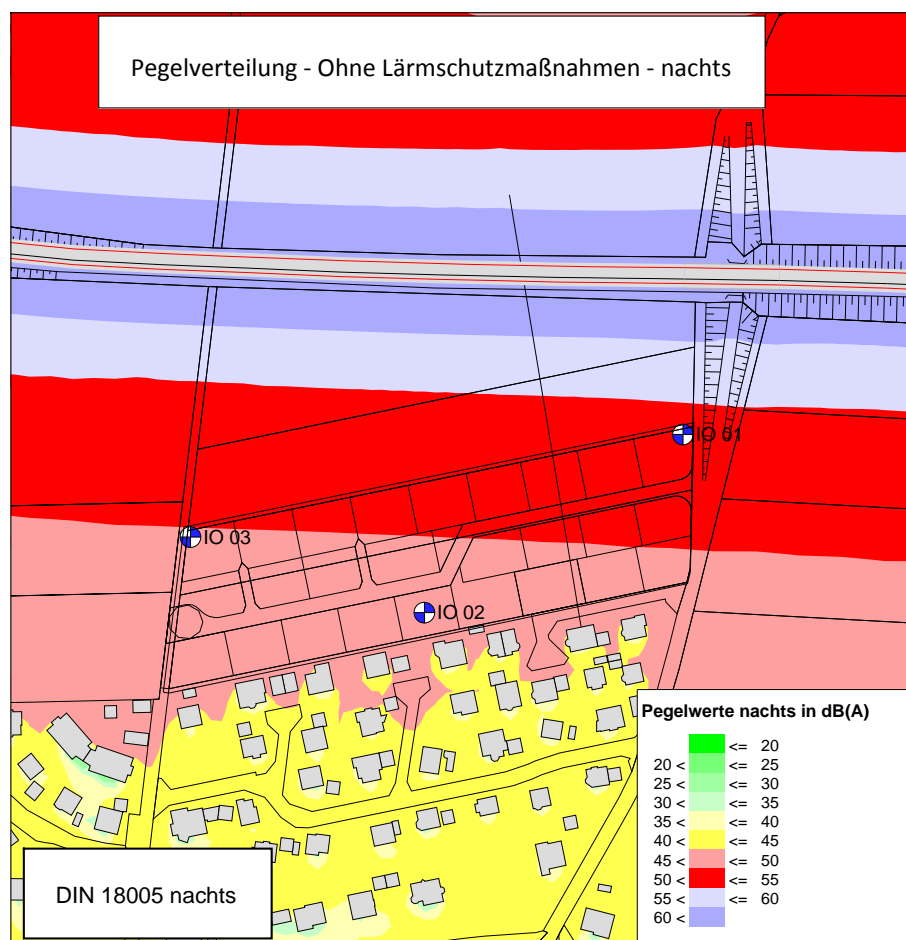 Pegelverteilung - Ohne Lärmschutzmaßnahmen - nachts
IO 01
IO 03
IO 02
Pegelwerte nachts in dB(A)
<= 20
20 < <= 25
25 < <= 30
30 < <= 35
35 < <= 40
40 < <= 45
45 < <= 50
50 < <= 55
55 < <= 60
60 <
DIN 18005 nachts